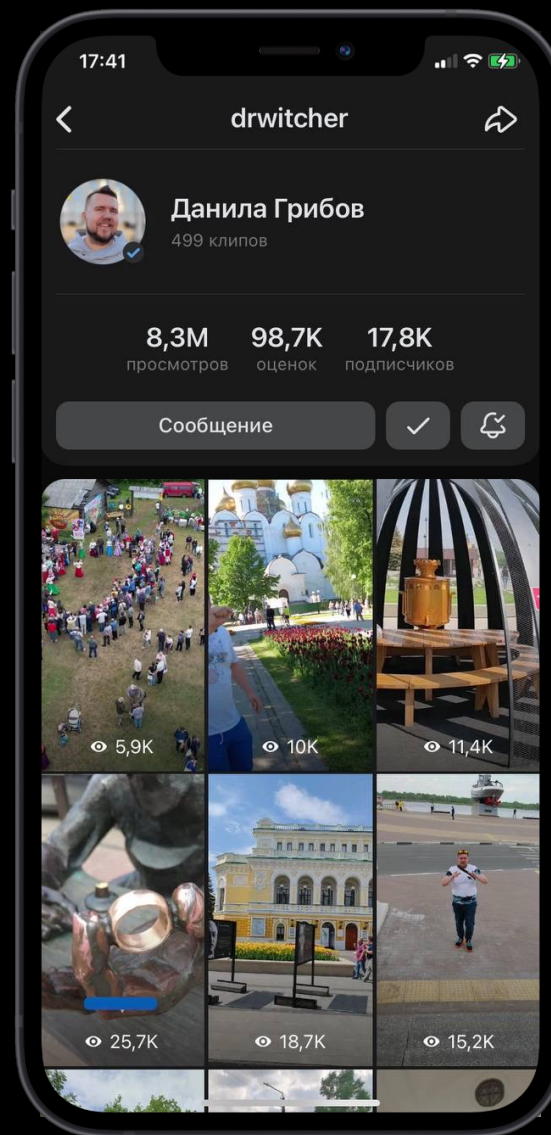 17:41
drwitcher
Данила Грибов
499 клипов
8,3M 98,7K 17,8K
просмотров оценок подписчиков
Сообщение
5,9K 10K 11,4K
25,7K 18,7K 15,2K